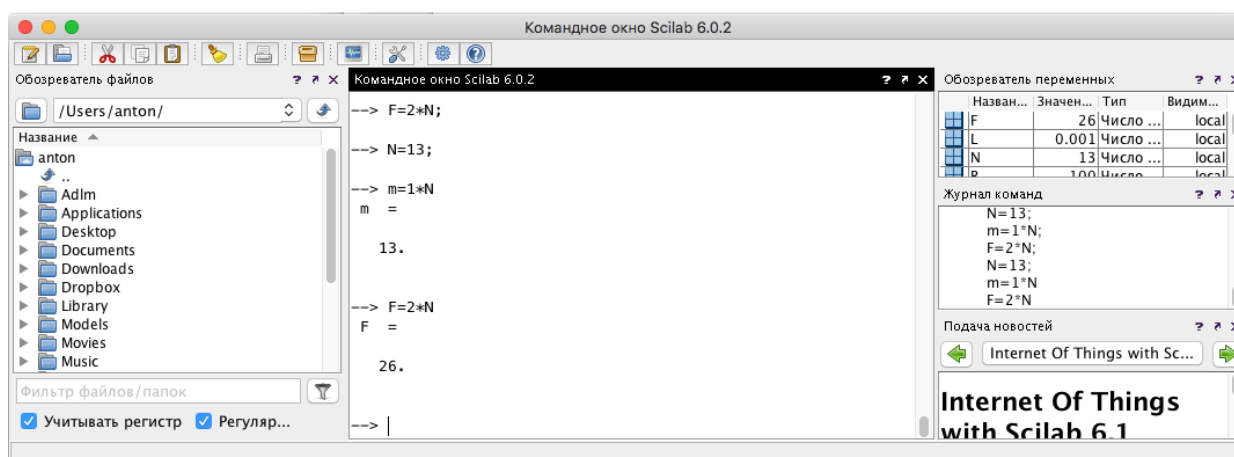 Командное окно Scilab 6.0.2
Обозреватель файлов
/Users/anton/
Название
anton
..
Adlm
Applications
Desktop
Documents
Downloads
Dropbox
Library
Models
Movies
Music
Фильтр файлов/папок
Учитывать регистр Регуляр...
Командное окно Scilab 6.0.2
--> F=2*N;
--> N=13;
--> m=1*N
m =
13.
--> F=2*N
F =
26.
-->
Обозреватель переменных
Назван... Значен... Тип Видим...
F 26 Число ... local
L 0.001 Число ... local
N 13 Число ... local
R 100 Число local
Журнал команд
N=13;
m=1*N;
F=2*N;
N=13;
m=1*N
F=2*N
Подача новостей
Internet Of Things with Sc...
Internet Of Things
with Scilab 6.1